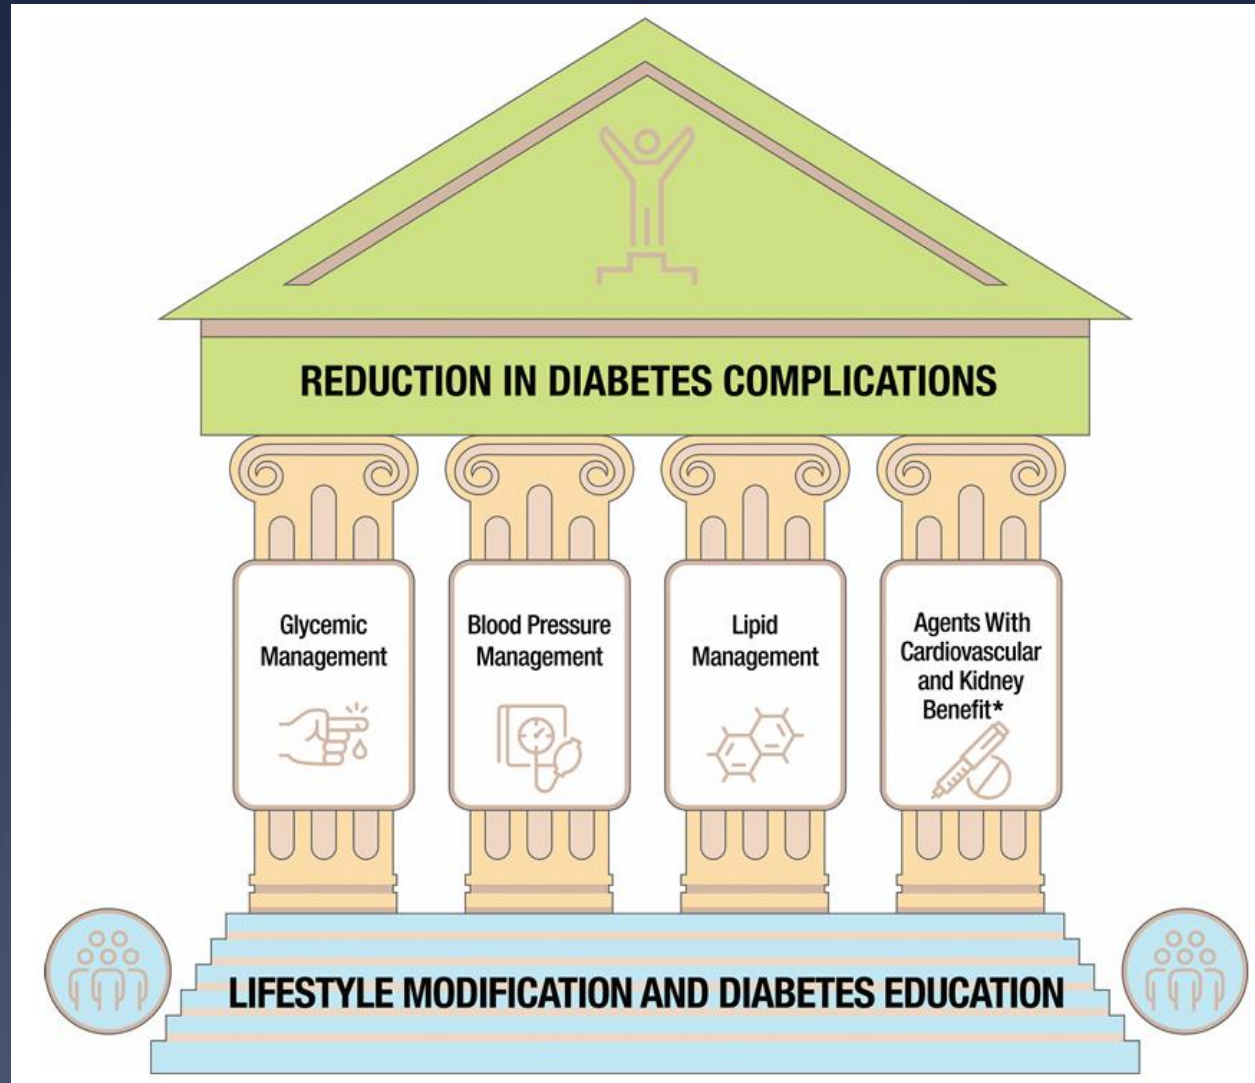 REDUCTION IN DIABETES COMPLICATIONS
Glycemic
Management
Blood Pressure
Management
Lipid
Management
Agents With
Cardiovascular
and Kidney
Benefit*
LIFESTYLE MODIFICATION AND DIABETES EDUCATION